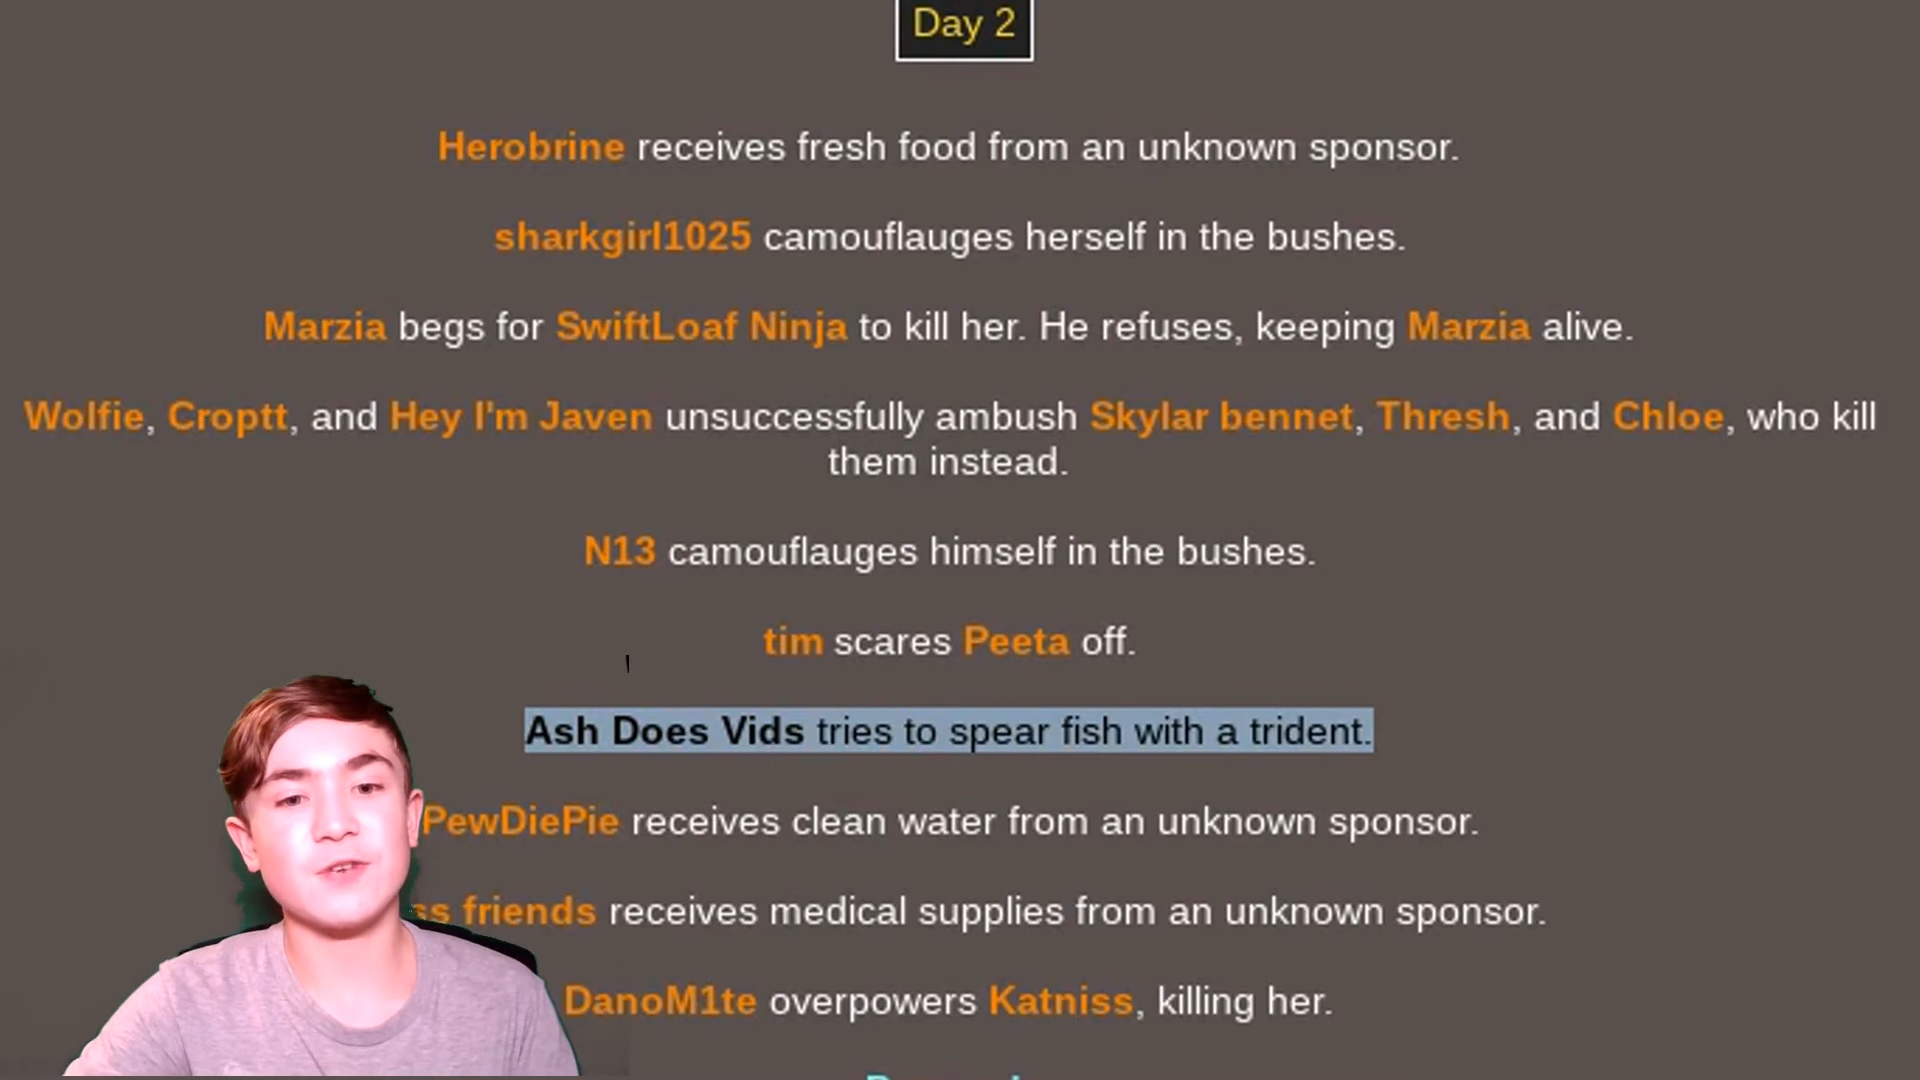 Day 2
Herobrine receives fresh food from an unknown sponsor.
sharkgirl1025 camouflauges herself in the bushes.
Marzia begs for SwiftLoaf Ninja to kill her. He refuses, keeping Marzia alive.
Wolfie, Croptt, and Hey I'm Javen unsuccessfully ambush Skylar bennet, Thresh, and Chloe, who kill
them instead.
N13 camouflauges himself in the bushes.
tim scares Peeta off.
Ash Does Vids tries to spear fish with a trident.
PewDiePie receives clean water from an unknown sponsor.
ss friends receives medical supplies from an unknown sponsor.
DanoM1te overpowers Katniss, killing her.